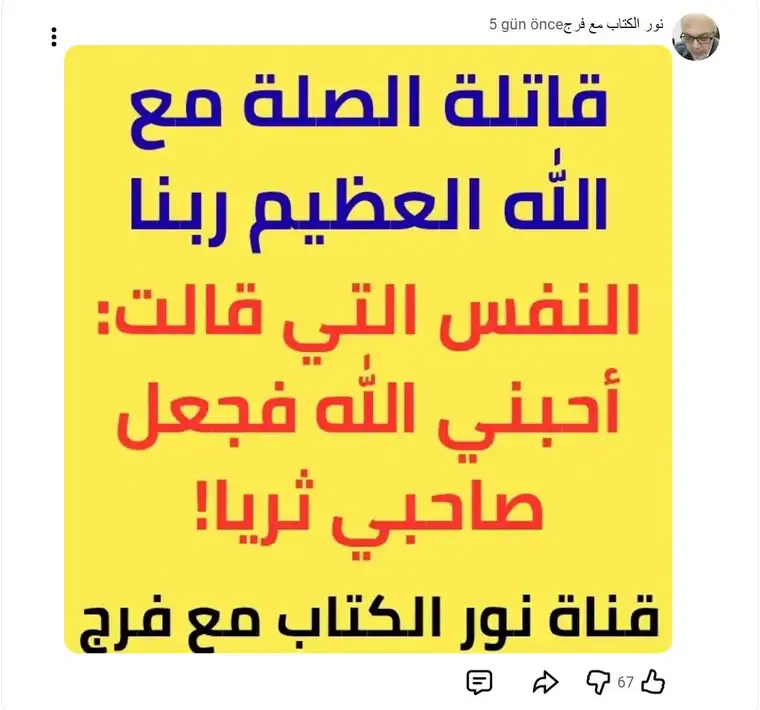 نور الكتاب مع فرج 5 gün önce
قاتلة الصلة مع
الله العظيم ربنا
النفس التي قالت:
أحبني الله فجعل
صاحبي ثريا!
قناة نور الكتاب مع فرج
67